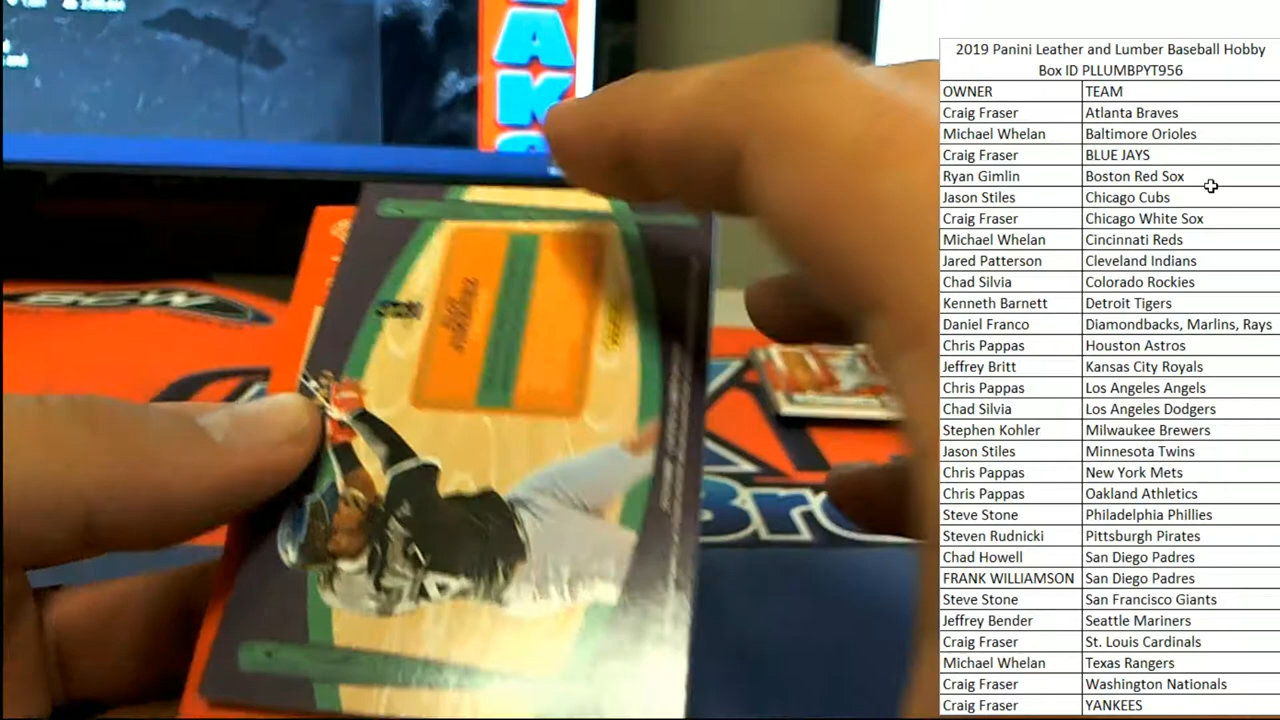 AK
BCW
Bre
2019 Panini Leather and Lumber Baseball Hobby
Box ID PLLUMBPYT956
OWNER TEAM
Craig Fraser Atlanta Braves
Michael Whelan Baltimore Orioles
Craig Fraser BLUE JAYS
Ryan Gimlin Boston Red Sox
Jason Stiles Chicago Cubs
Craig Fraser Chicago White Sox
Michael Whelan Cincinnati Reds
Jared Patterson Cleveland Indians
Chad Silvia Colorado Rockies
Kenneth Barnett Detroit Tigers
Daniel Franco Diamondbacks, Marlins, Rays
Chris Pappas Houston Astros
Jeffrey Britt Kansas City Royals
Chris Pappas Los Angeles Angels
Chad Silvia Los Angeles Dodgers
Stephen Kohler Milwaukee Brewers
Jason Stiles Minnesota Twins
Chris Pappas New York Mets
Chris Pappas Oakland Athletics
Steve Stone Philadelphia Phillies
Steven Rudnicki Pittsburgh Pirates
Chad Howell San Diego Padres
FRANK WILLIAMSON San Diego Padres
Steve Stone San Francisco Giants
Jeffrey Bender Seattle Mariners
Craig Fraser St. Louis Cardinals
Michael Whelan Texas Rangers
Craig Fraser Washington Nationals
Craig Fraser YANKEES